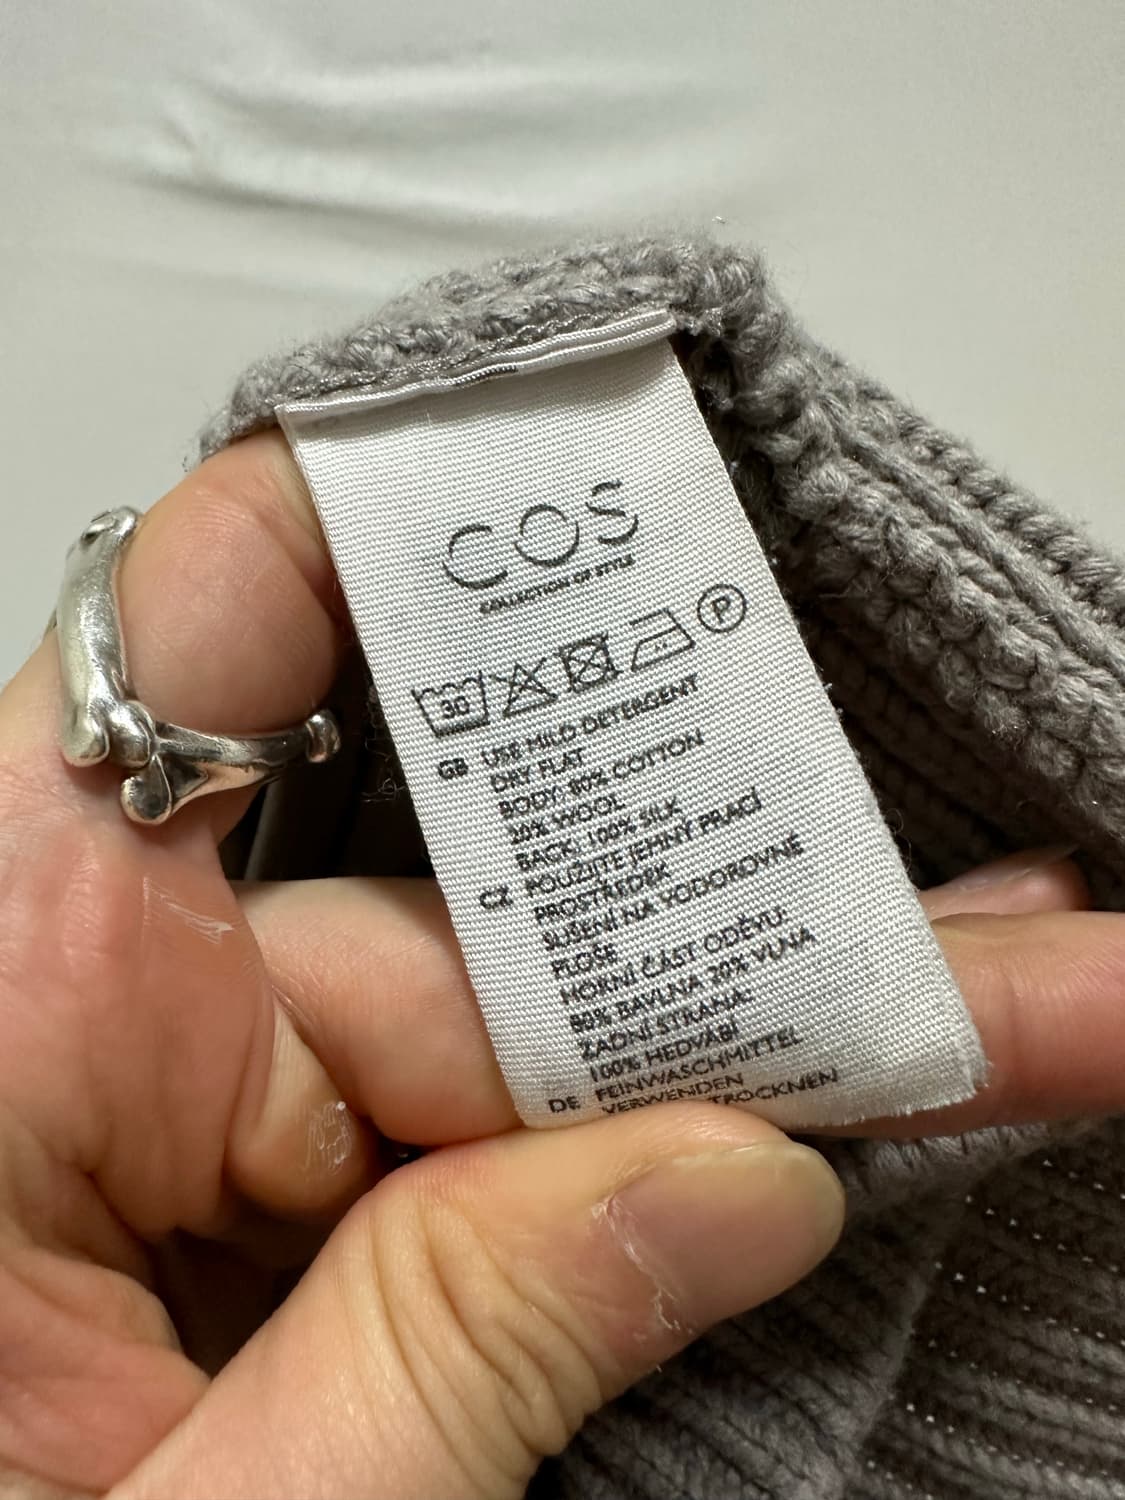 COS
COLLECTION OF STYLE
30 P
GB USE MILD DETERGENT
DRY FLAT
BODY: 80% COTTON
20% WOOL
BACK: 100% SILK
CZ POUŽIJTE JEMNÝ PRACÍ
PROSTŘEDEK
SUŠENÍ NA VODOROVNÉ
PLOŠE
HORNÍ ČÁST ODĚVU:
80% BAVLNA 20% VLNA
ZADNÍ STRANA:
100% HEDVÁBÍ
DE FEINWASCHMITTEL
VERWENDEN
TROCKNEN